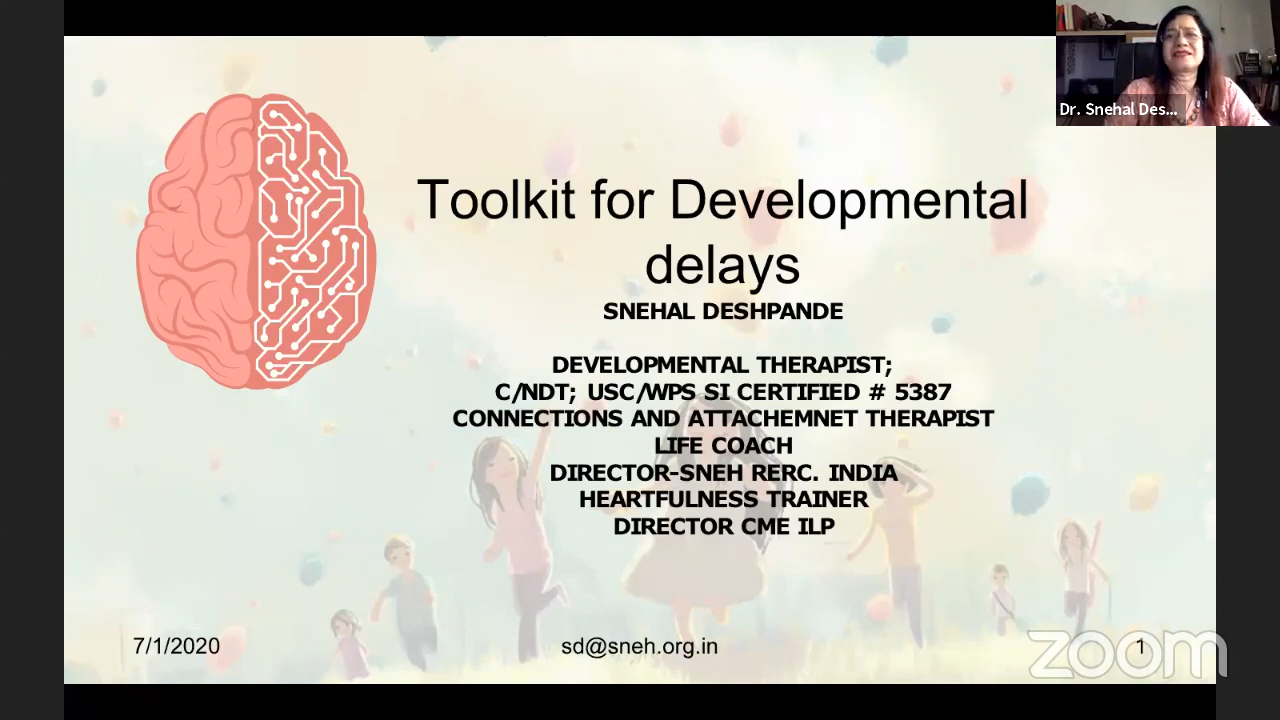 Dr. Snehal Des...
Toolkit for Developmental
delays
SNEHAL DESHPANDE
DEVELOPMENTAL THERAPIST;
C/NDT; USC/WPS SI CERTIFIED # 5387
CONNECTIONS AND ATTACHEMNET THERAPIST
LIFE COACH
DIRECTOR-SNEH RERC. INDIA
HEARTFULNESS TRAINER
DIRECTOR CME ILP
7/1/2020
sd@sneh.org.in
1
zoom